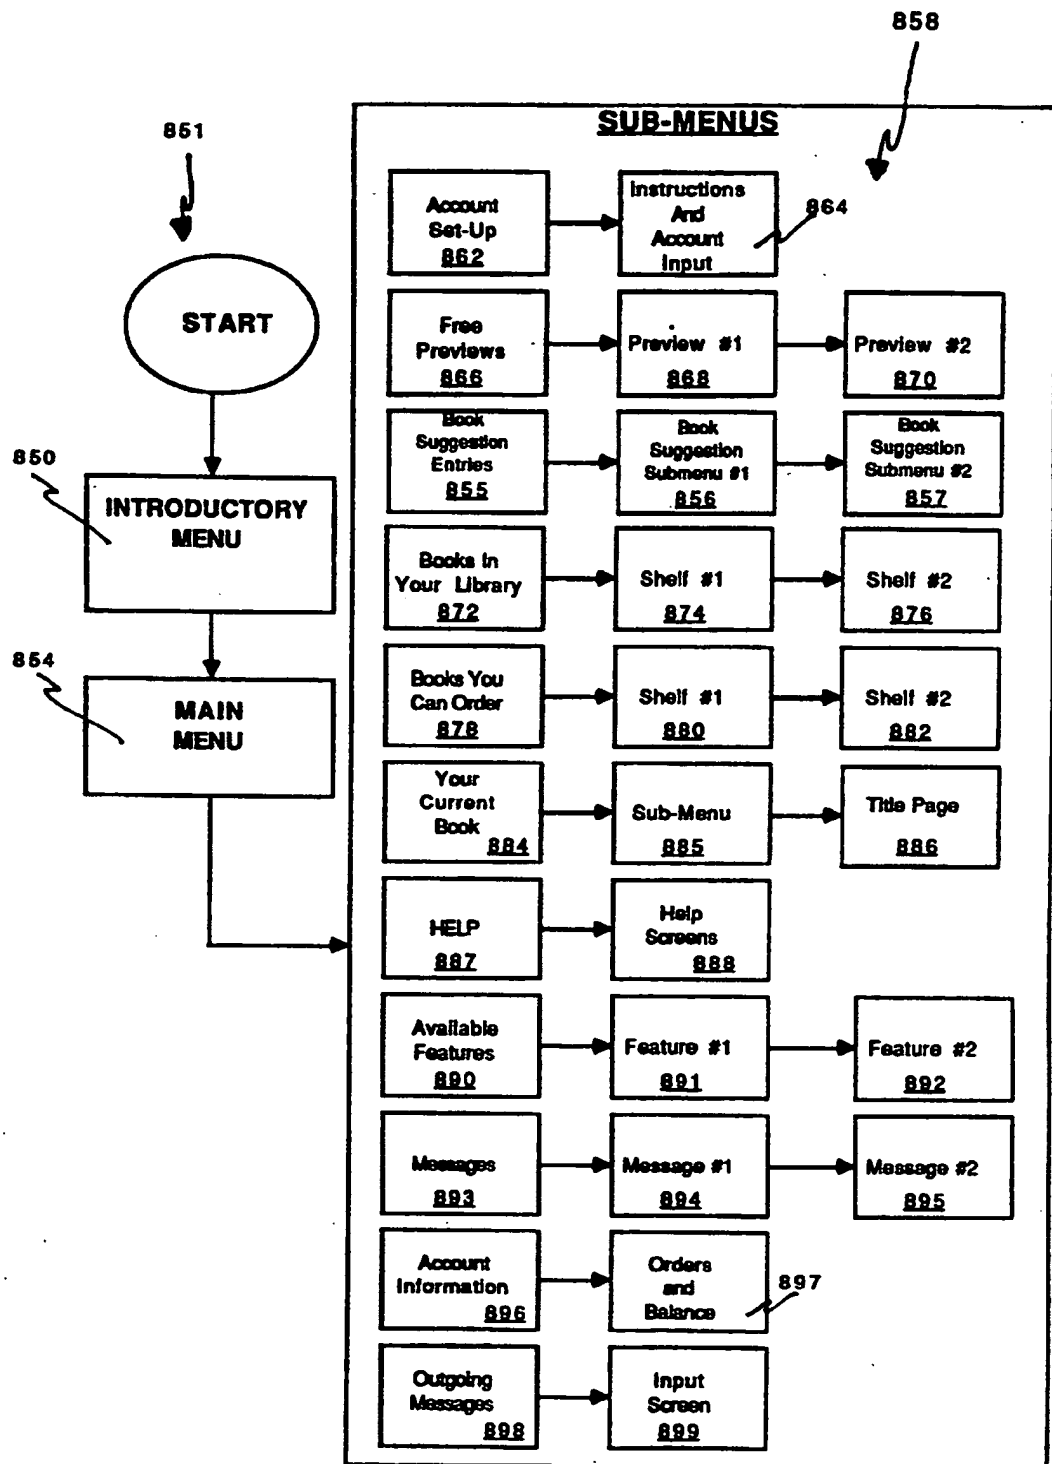 858
851
START
850
INTRODUCTORY
MENU
854
MAIN
MENU
SUB-MENUS
Account
Set-Up
862
Instructions
And
Account
Input
864
Free
Previews
866
Preview #1
868
Preview #2
870
Book
Suggestion
Entries
855
Book
Suggestion
Submenu #1
856
Book
Suggestion
Submenu #2
857
Books In
Your Library
872
Shelf #1
874
Shelf #2
876
Books You
Can Order
878
Shelf #1
880
Shelf #2
882
Your
Current
Book
884
Sub-Menu
885
Title Page
886
HELP
887
Help
Screens
888
Available
Features
890
Feature #1
891
Feature #2
892
Messages
893
Message #1
894
Message #2
895
Account
Information
896
Orders
and
Balance
897
Outgoing
Messages
898
Input
Screen
899